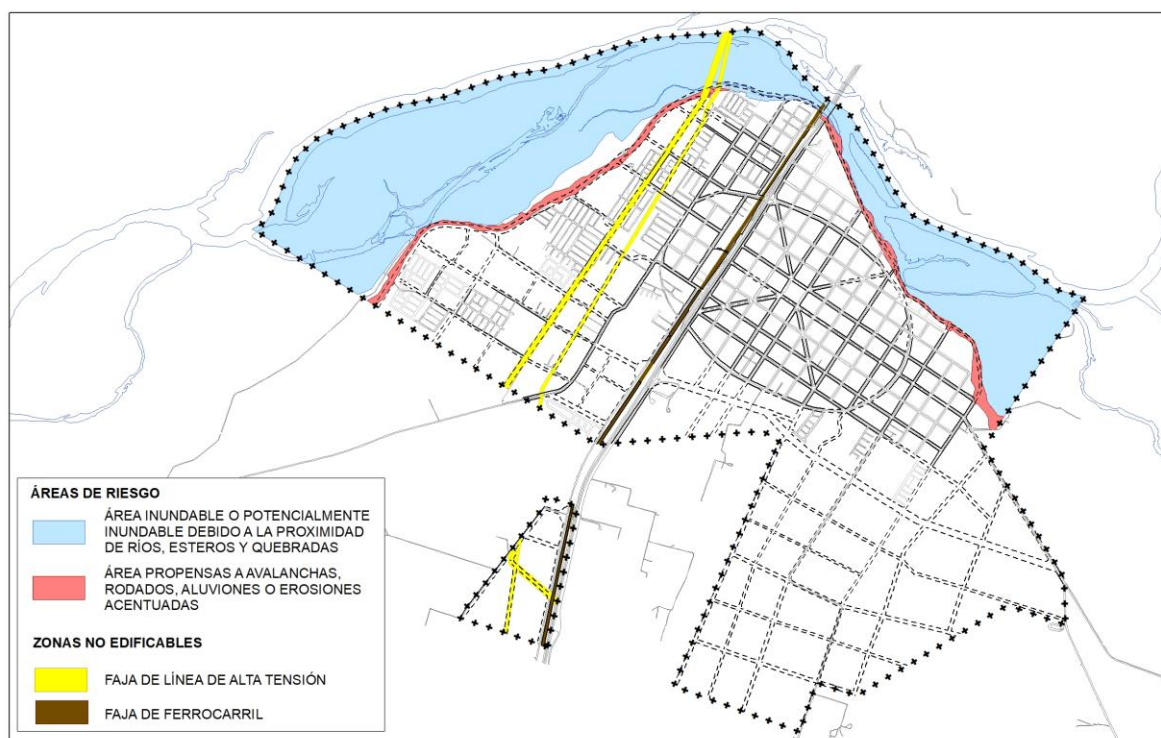 ÁREAS DE RIESGO
ÁREA INUNDABLE O POTENCIALMENTE
INUNDABLE DEBIDO A LA PROXIMIDAD
DE RÍOS, ESTEROS Y QUEBRADAS
ÁREA PROPENSAS A AVALANCHAS,
RODADOS, ALUVIONES O EROSIONES
ACENTUADAS
ZONAS NO EDIFICABLES
FAJA DE LÍNEA DE ALTA TENSIÓN
FAJA DE FERROCARRIL